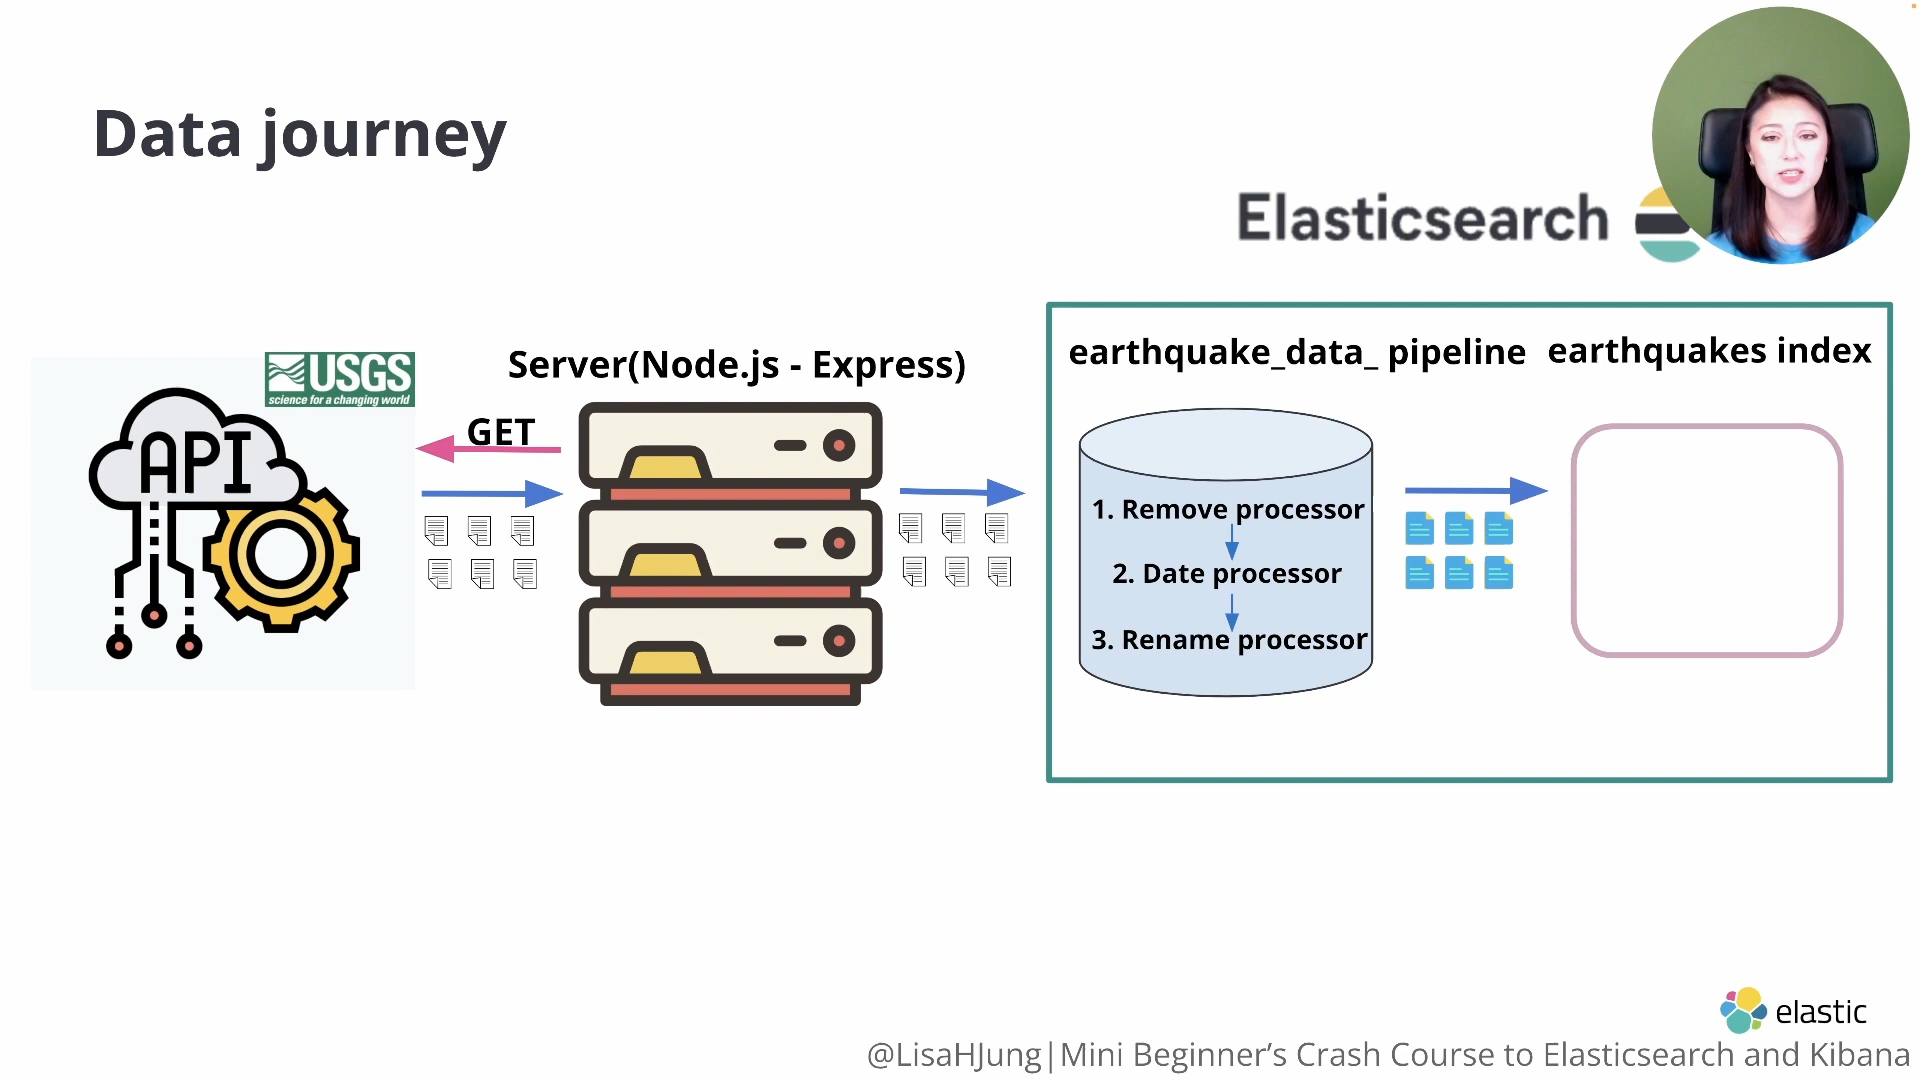 Data journey
Elasticsearch
USGS
science for a changing world
API
GET
Server(Node.js - Express)
earthquake_data_ pipeline
earthquakes index
1. Remove processor
2. Date processor
3. Rename processor
elastic
@LisaHJung|Mini Beginner’s Crash Course to Elasticsearch and Kibana